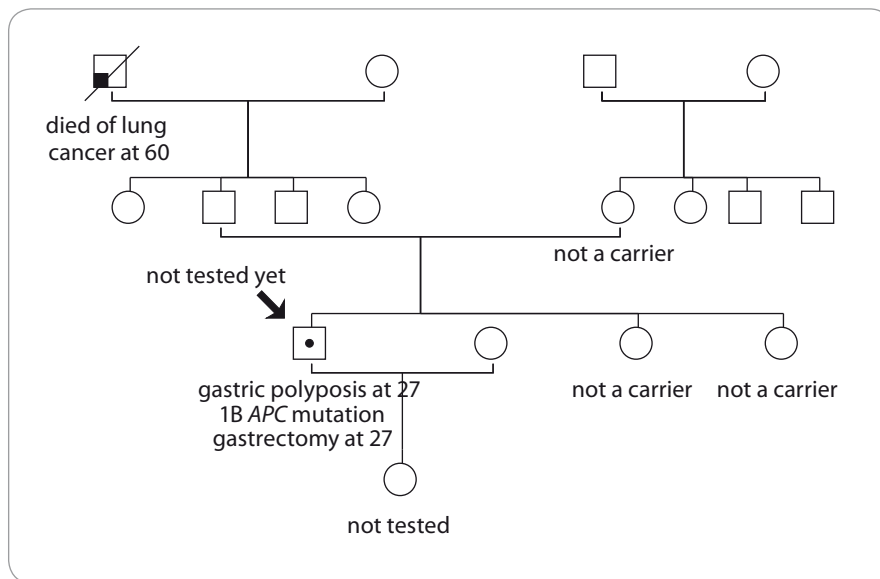 died of lung
cancer at 60
not a carrier
not tested yet
gastric polyposis at 27
1B APC mutation
gastrectomy at 27
not a carrier
not a carrier
not tested